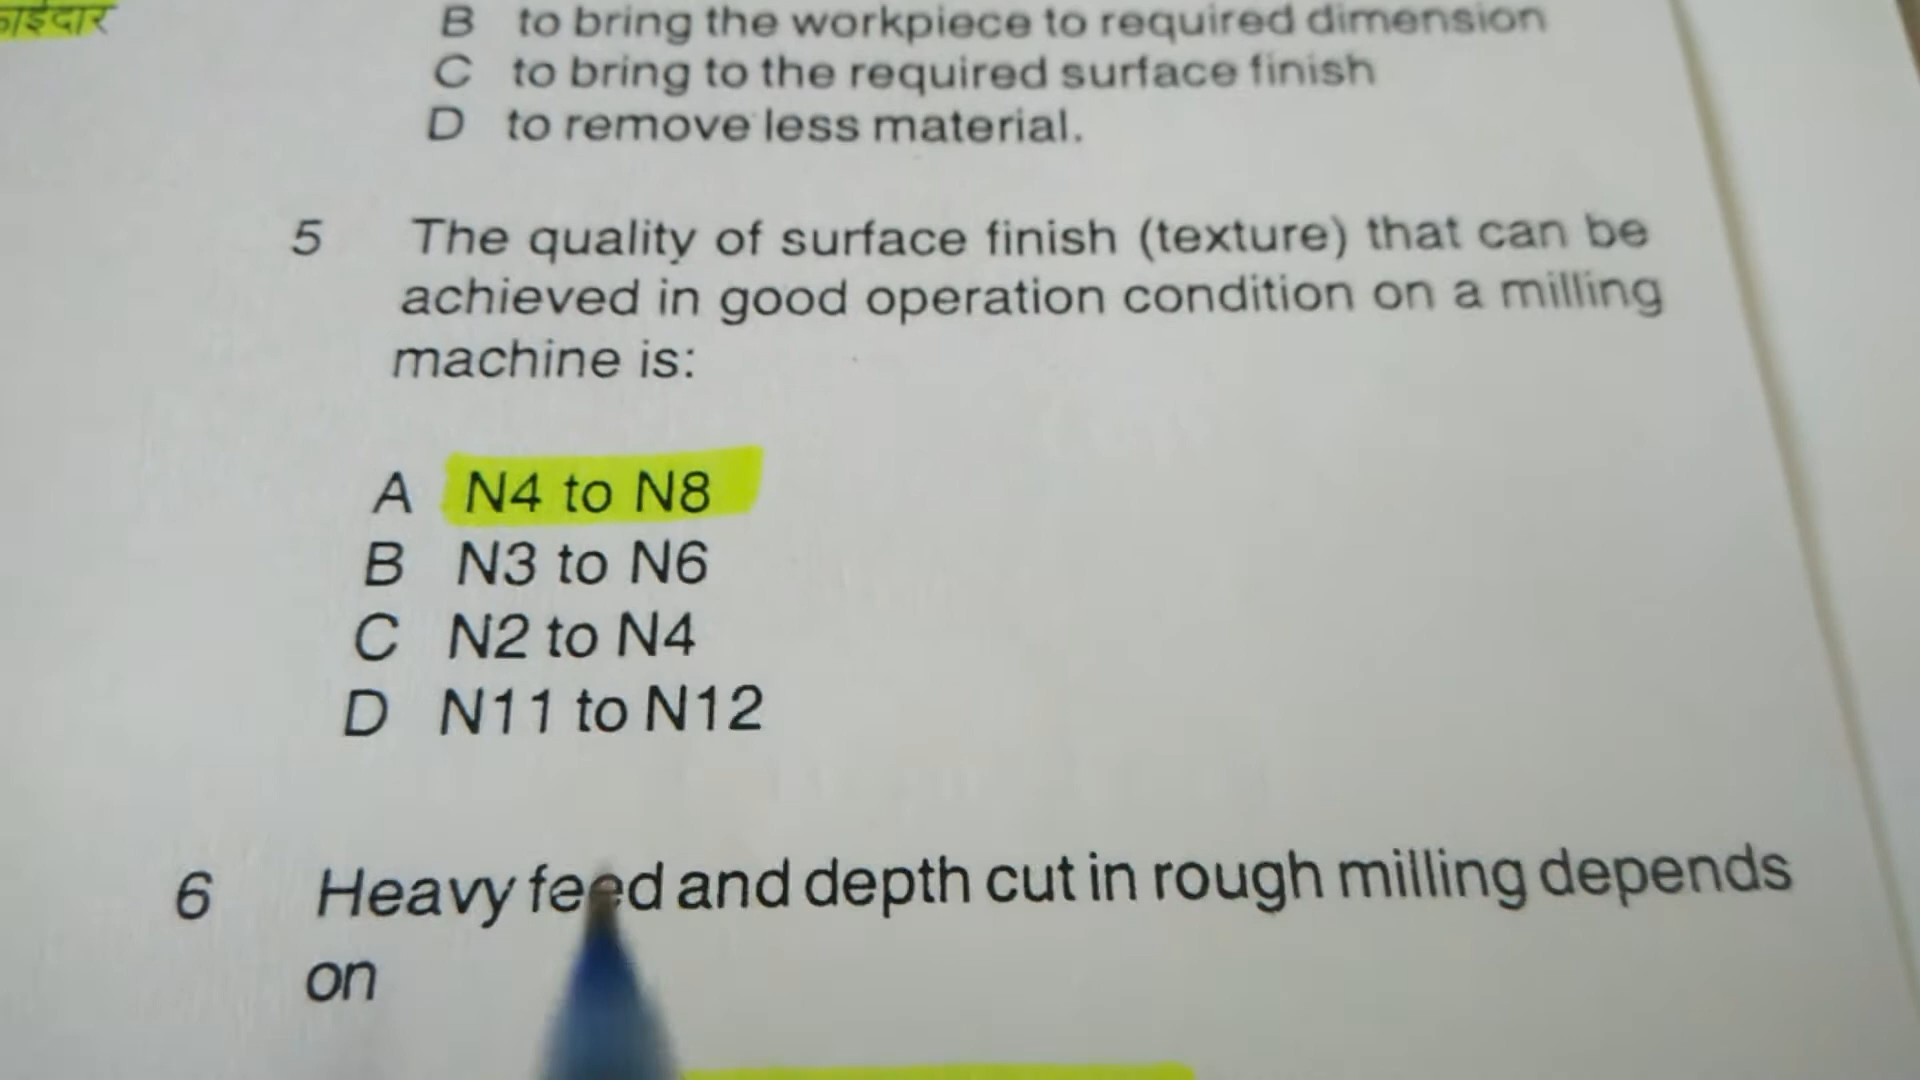 B to bring the workpiece to required dimension
C to bring to the required surface finish
D to remove less material.
5 The quality of surface finish (texture) that can be
achieved in good operation condition on a milling
machine is:
A N4 to N8
B N3 to N6
C N2 to N4
D N11 to N12
6 Heavy feed and depth cut in rough milling depends
on